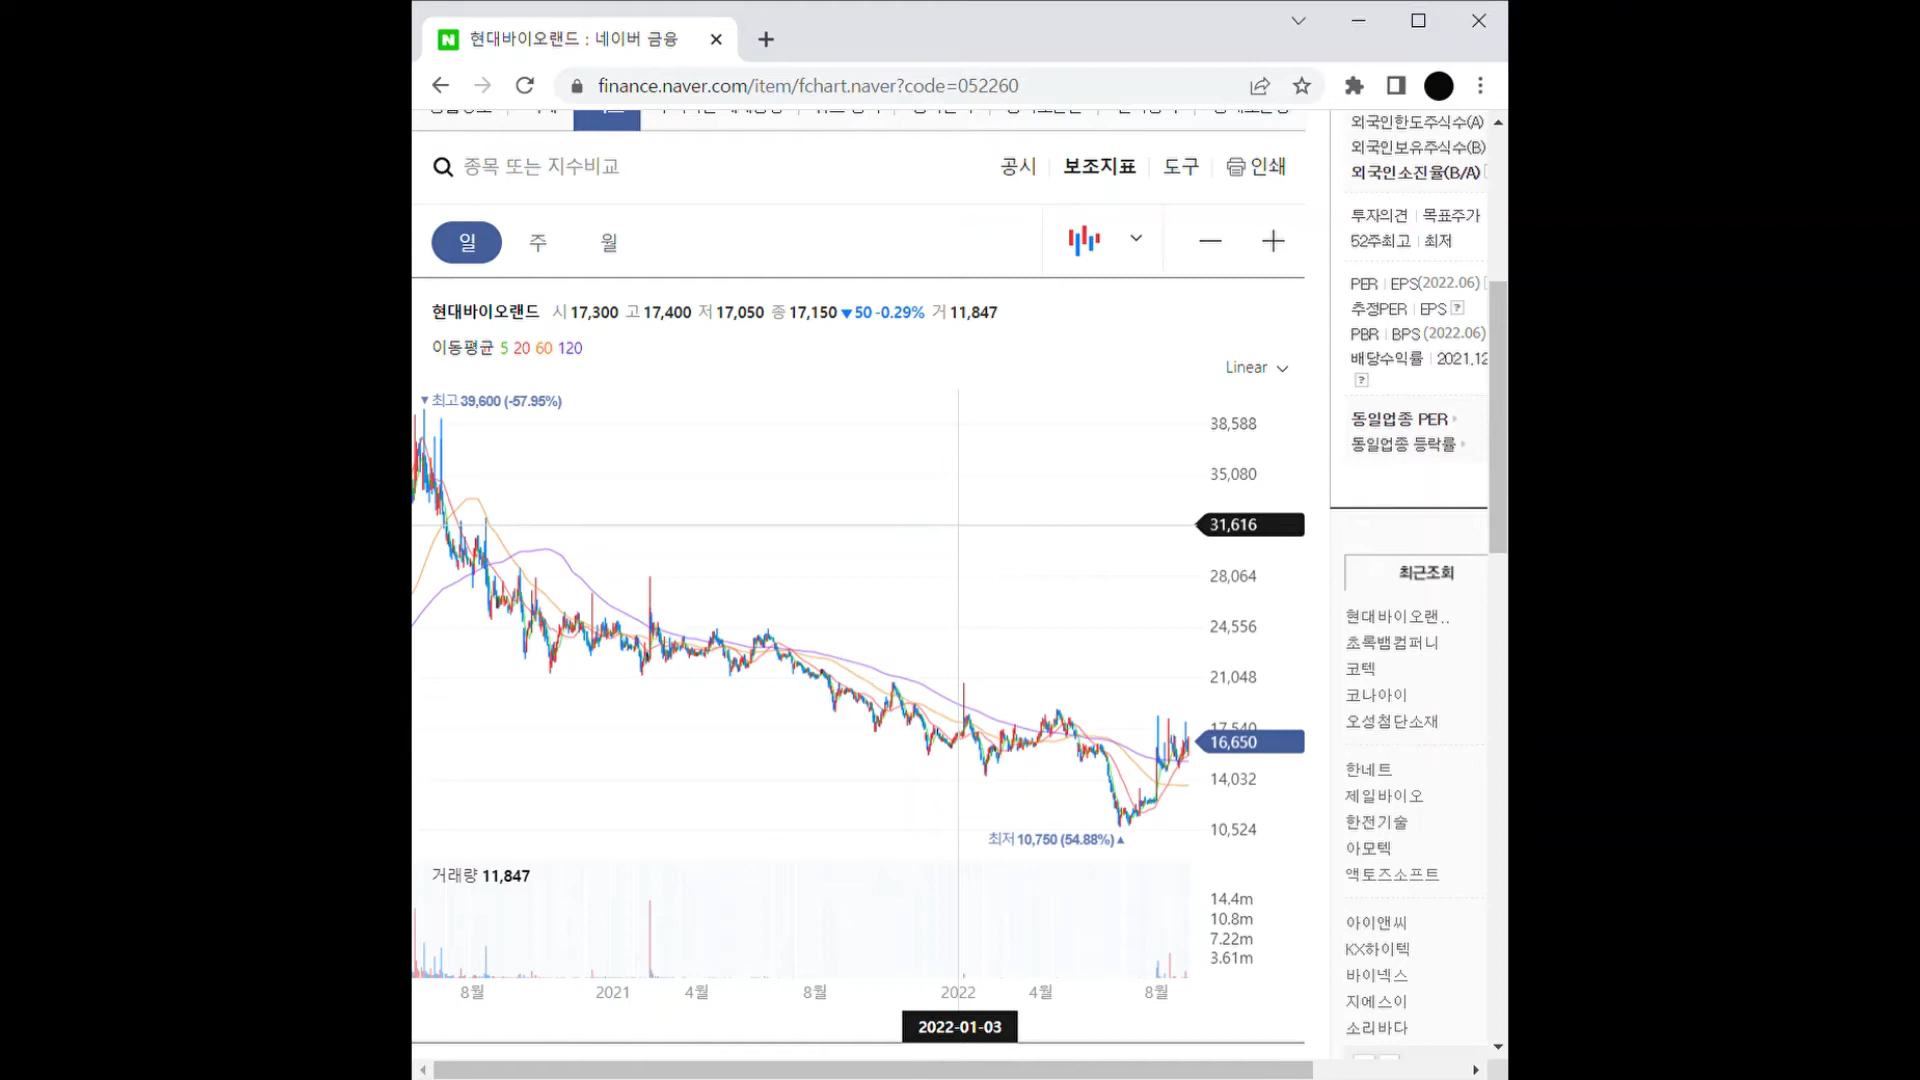 현대바이오랜드 : 네이버 금융
finance.naver.com/item/fchart.naver?code=052260
종목 또는 지수비교
공시 보조지표 도구 인쇄
일 주 월
현대바이오랜드 시 17,300 고 17,400 저 17,050 종 17,150 ▼50 -0.29% 거 11,847
이동평균 5 20 60 120
Linear
▼최고 39,600 (-57.95%)
38,588
35,080
31,616
28,064
24,556
21,048
17,540
16,650
14,032
10,524
최저 10,750 (54.88%)▲
거래량 11,847
14.4m
10.8m
7.22m
3.61m
8월 2021 4월 8월 2022 4월 8월
2022-01-03
외국인한도주식수(A)
외국인보유주식수(B)
외국인소진율(B/A)
투자의견 | 목표주가
52주최고 | 최저
PER | EPS(2022.06)
추정PER | EPS ?
PBR | BPS (2022.06)
배당수익률 | 2021.12
?
동일업종 PER
동일업종 등락률
최근조회
현대바이오랜..
초록뱀컴퍼니
코텍
코나아이
오성첨단소재
한네트
제일바이오
한전기술
아모텍
액토즈소프트
아이앤씨
KX하이텍
바이넥스
지에스이
소리바다